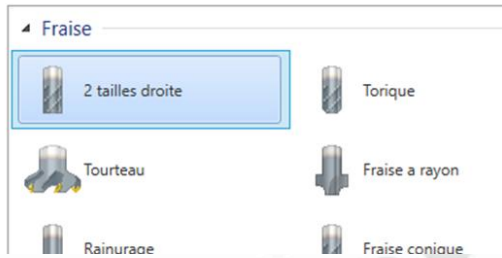 Fraise
2 tailles droite
Torique
Tourteau
Fraise a rayon
Rainurage
Fraise conique